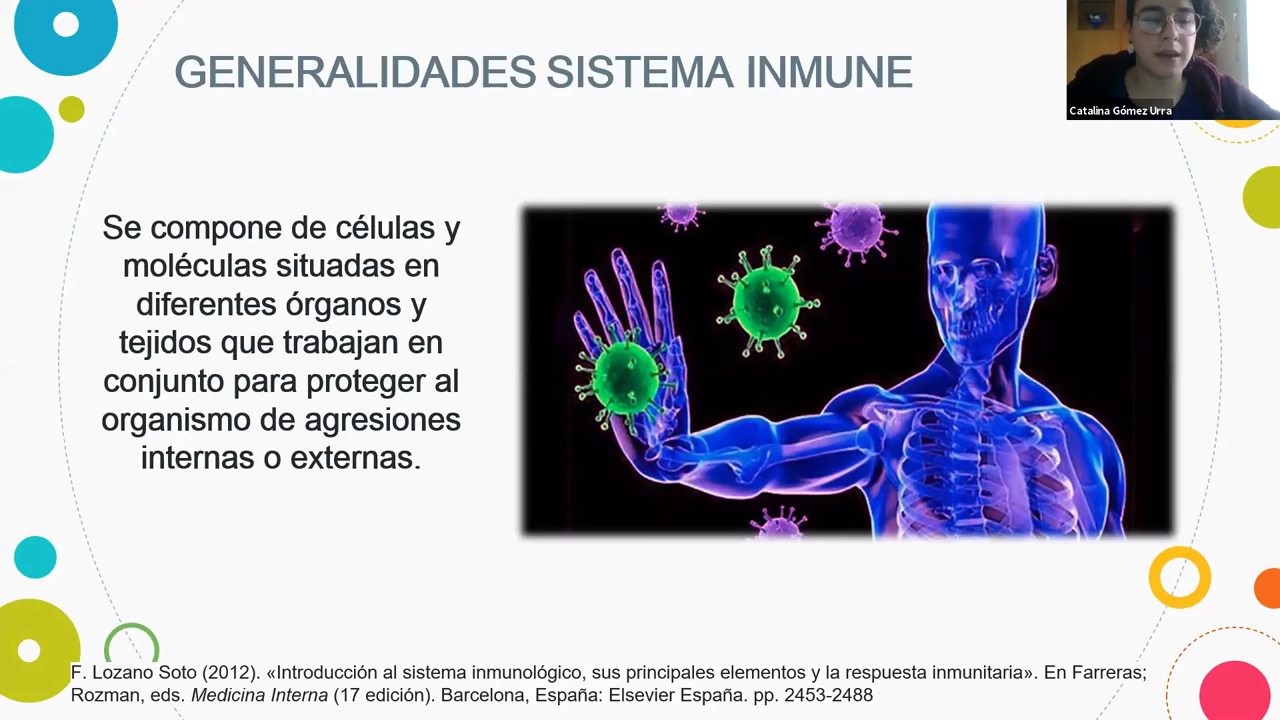 GENERALIDADES SISTEMA INMUNE
Catalina Gómez Urra
Se compone de células y
moléculas situadas en
diferentes órganos y
tejidos que trabajan en
conjunto para proteger al
organismo de agresiones
internas o externas.
F. Lozano Soto (2012). «Introducción al sistema inmunológico, sus principales elementos y la respuesta inmunitaria». En Farreras;
Rozman, eds. Medicina Interna (17 edición). Barcelona, España: Elsevier España. pp. 2453-2488